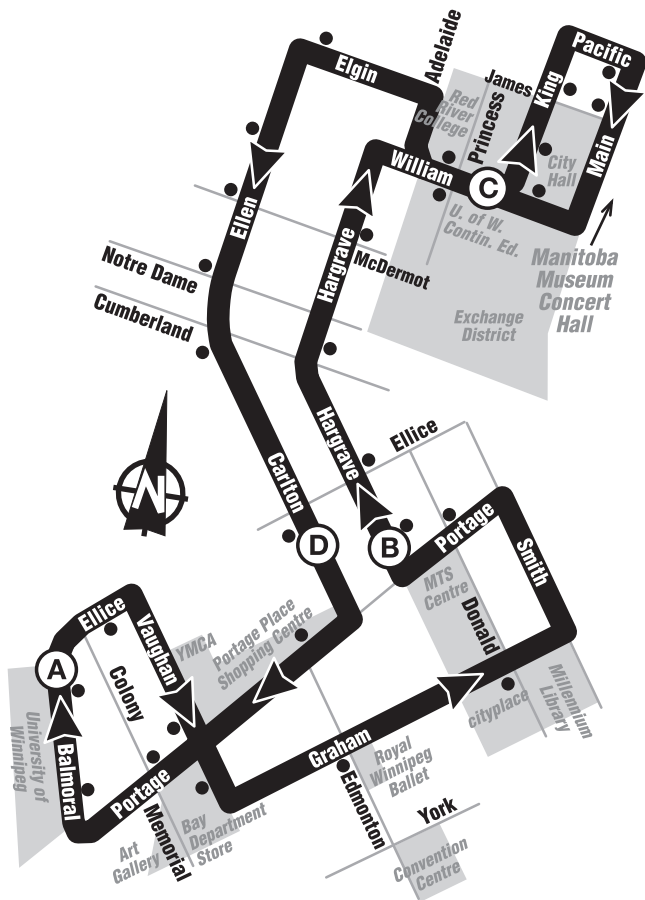 Pacific
Adelaide
Elgin
James
King
Red
River
College
Princess
Main
William
City
Hall
C
Ellen
U. of W.
Contin. Ed.
Hargrave
McDermot
Notre Dame
Manitoba
Museum
Concert
Hall
Cumberland
Exchange
District
Hargrave
Ellice
Carlton
N
Portage
D
B
Smith
MTS
Centre
Donald
Ellice
Vaughan
YMCA
Portage Place
Shopping Centre
A
Colony
Millennium
Library
cityplace
University of
Winnipeg
Balmoral
Graham
Portage
Royal
Winnipeg
Ballet
Edmonton
Memorial
York
Bay
Department
Store
Art
Gallery
Convention
Centre